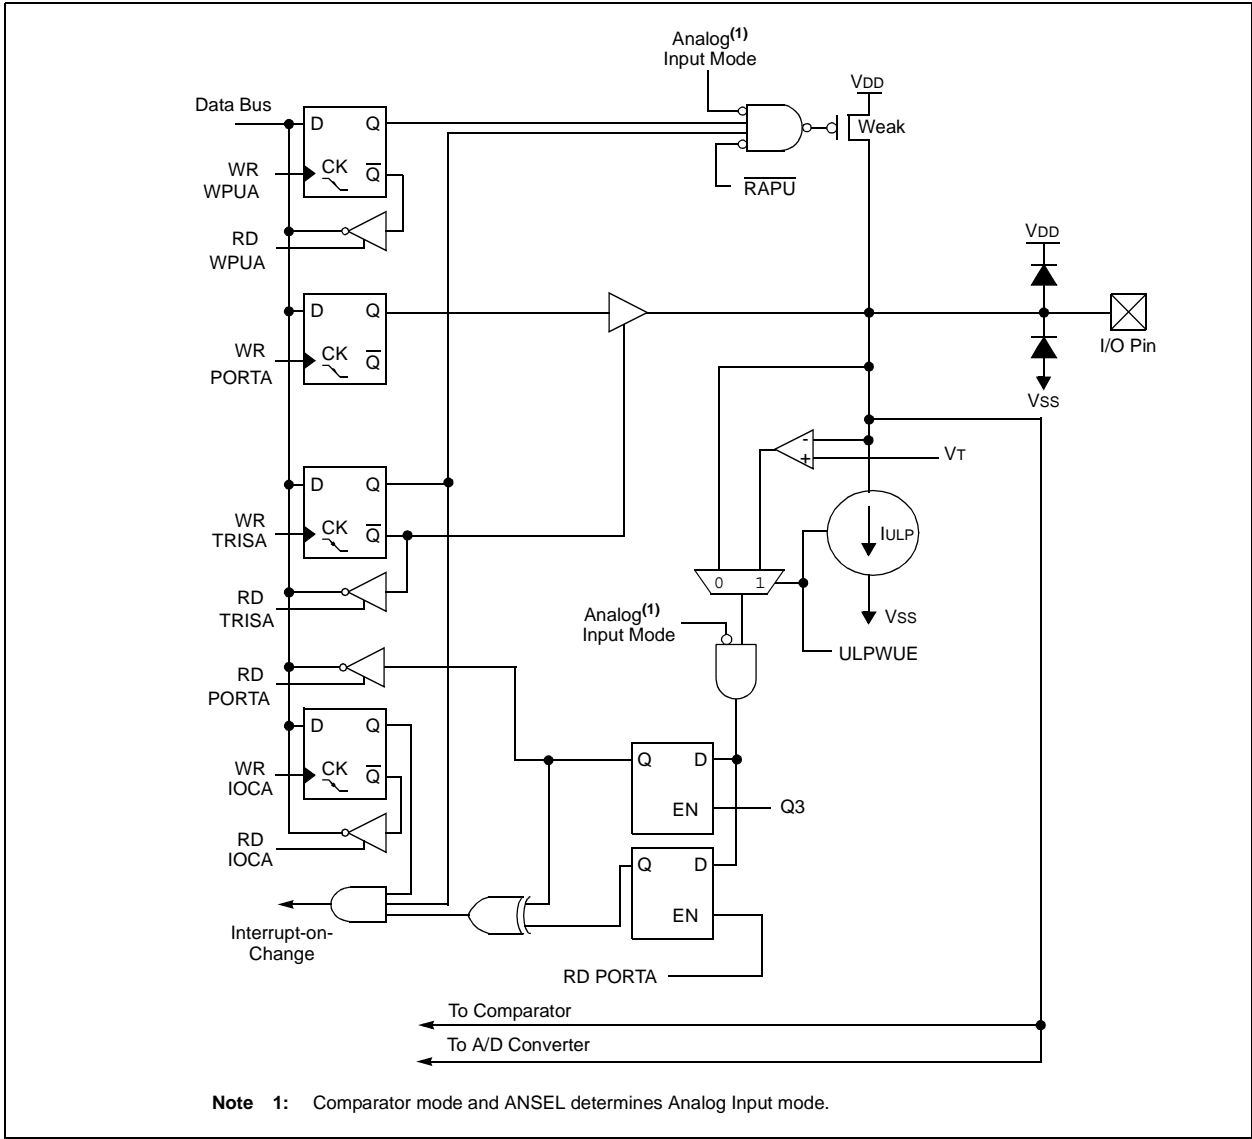 Analog(1)
Input Mode
VDD
Data Bus
D Q
Weak
WR
WPUA
CK Q
RAPU
RD
WPUA
VDD
D Q
WR
PORTA
CK Q
I/O Pin
VSS
-
+
VT
D Q
WR
TRISA
CK Q
IULP
0 1
RD
TRISA
Analog(1)
Input Mode
VSS
ULPWUE
RD
PORTA
D Q
WR
IOCA
CK Q
Q D
EN
Q3
RD
IOCA
Q D
EN
Interrupt-on-
Change
RD PORTA
To Comparator
To A/D Converter
Note 1: Comparator mode and ANSEL determines Analog Input mode.